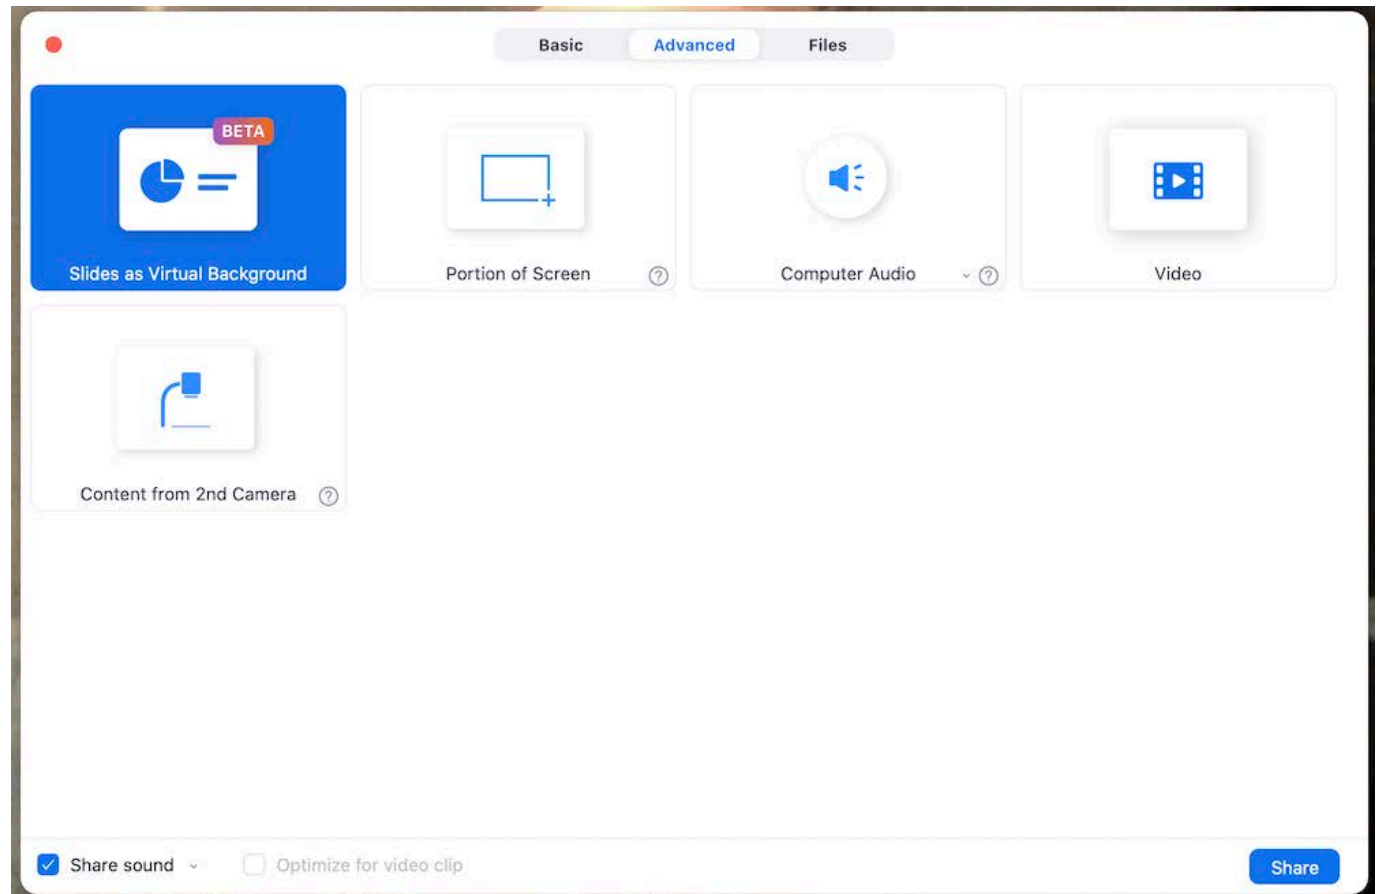 Basic Advanced Files
BETA
Slides as Virtual Background
Portion of Screen ?
Computer Audio ?
Video
Content from 2nd Camera ?
Share sound
Optimize for video clip
Share